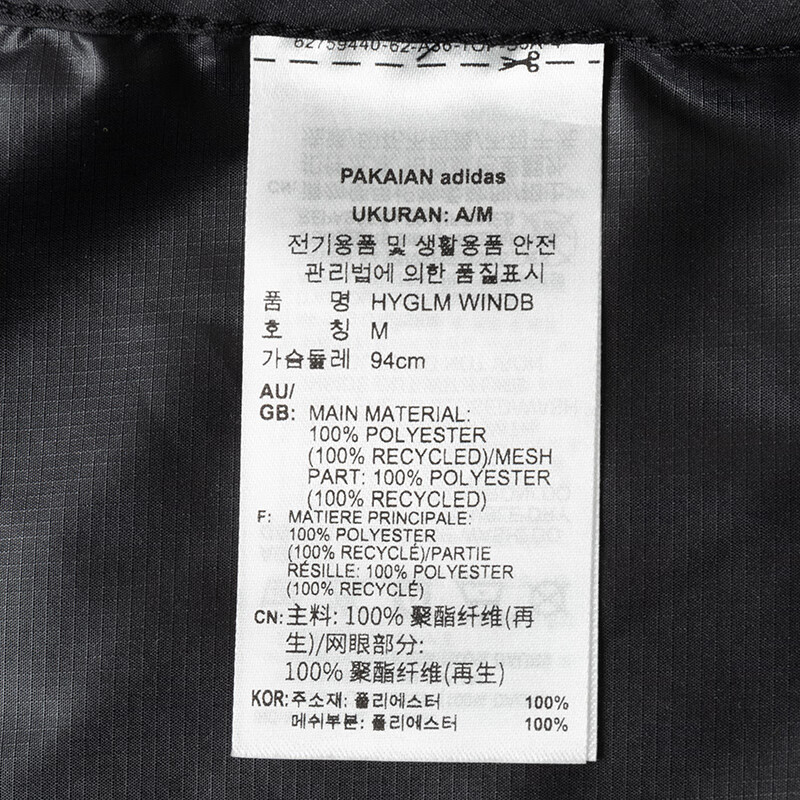 PAKAIAN adidas
UKURAN: A/M
전기용품 및 생활용품 안전
관리법에 의한 품질표시
품 명 HYGLM WINDB
호 칭 M
가슴둘레 94cm
AU/
GB: MAIN MATERIAL:
100% POLYESTER
(100% RECYCLED)/MESH
PART: 100% POLYESTER
(100% RECYCLED)
F: MATIERE PRINCIPALE:
100% POLYESTER
(100% RECYCLÉ)/PARTIE
RÉSILLE: 100% POLYESTER
(100% RECYCLÉ)
CN: 主料: 100% 聚酯纤维(再
生)/网眼部分:
100% 聚酯纤维(再生)
KOR: 주소재: 폴리에스터 100%
메쉬부분: 폴리에스터 100%